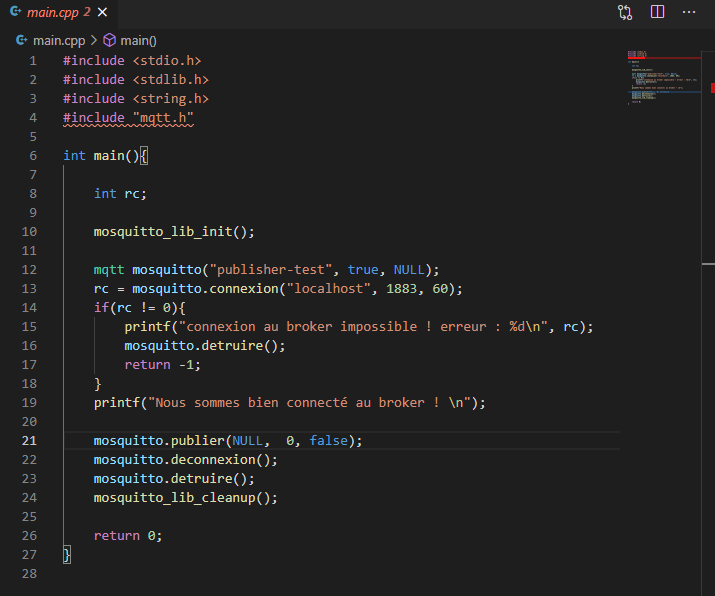 main.cpp 2
main.cpp > main()
1 #include <stdio.h>
2 #include <stdlib.h>
3 #include <string.h>
4 #include "mqtt.h"
5
6 int main(){
7
8     int rc;
9
10     mosquitto_lib_init();
11
12     mqtt mosquitto("publisher-test", true, NULL);
13     rc = mosquitto.connexion("localhost", 1883, 60);
14     if(rc != 0){
15         printf("connexion au broker impossible ! erreur : %d\n", rc);
16         mosquitto.detruire();
17         return -1;
18     }
19     printf("Nous sommes bien connecté au broker ! \n");
20
21     mosquitto.publier(NULL,  0, false);
22     mosquitto.deconnexion();
23     mosquitto.detruire();
24     mosquitto_lib_cleanup();
25
26     return 0;
27 }
28